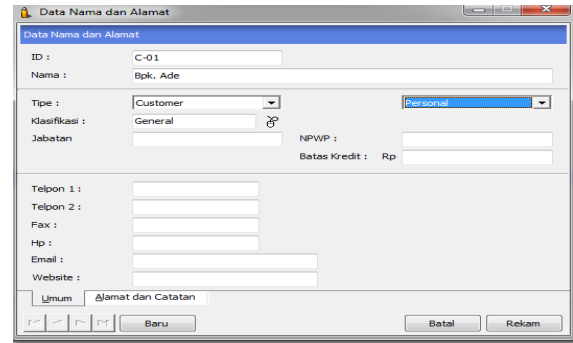 Data Nama dan Alamat
Data Nama dan Alamat
ID : C-01
Nama : Bpk. Ade
Tipe : Customer Personal
Klasifikasi : General
Jabatan NPWP :
Batas Kredit : Rp
Telpon 1 :
Telpon 2 :
Fax :
Hp :
Email :
Website :
Umum Alamat dan Catatan
Baru Batal Rekam